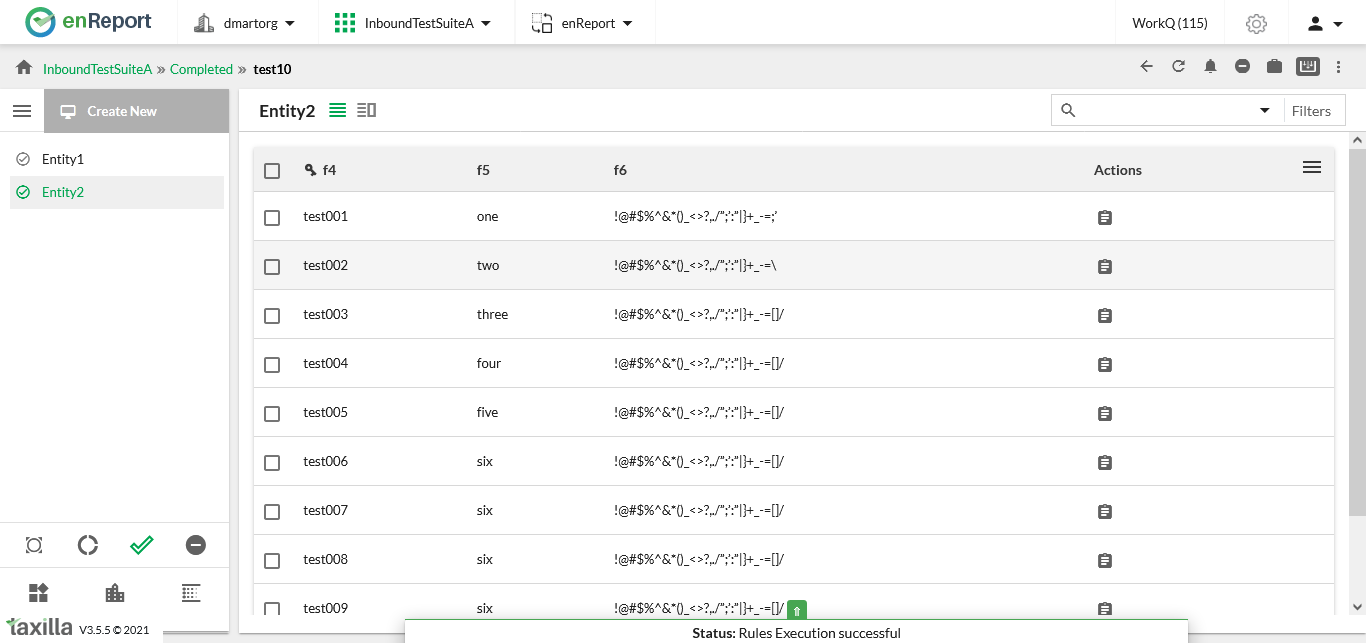 enReport dmartorg InboundTestSuiteA enReport WorkQ (115)
InboundTestSuiteA » Completed » test10
Create New
Entity1
Entity2
Entity2 Filters
f4 f5 f6 Actions
test001 one !@#$%^&*()_<>?,./";':"|}+_-=;'
test002 two !@#$%^&*()_<>?,./";':"|}+_-=\
test003 three !@#$%^&*()_<>?,./";':"|}+_-=[]/
test004 four !@#$%^&*()_<>?,./";':"|}+_-=[]/
test005 five !@#$%^&*()_<>?,./";':"|}+_-=[]/
test006 six !@#$%^&*()_<>?,./";':"|}+_-=[]/
test007 six !@#$%^&*()_<>?,./";':"|}+_-=[]/
test008 six !@#$%^&*()_<>?,./";':"|}+_-=[]/
test009 six !@#$%^&*()_<>?,./";':"|}+_-=[]/
taxilla V3.5.5 © 2021
Status: Rules Execution successful